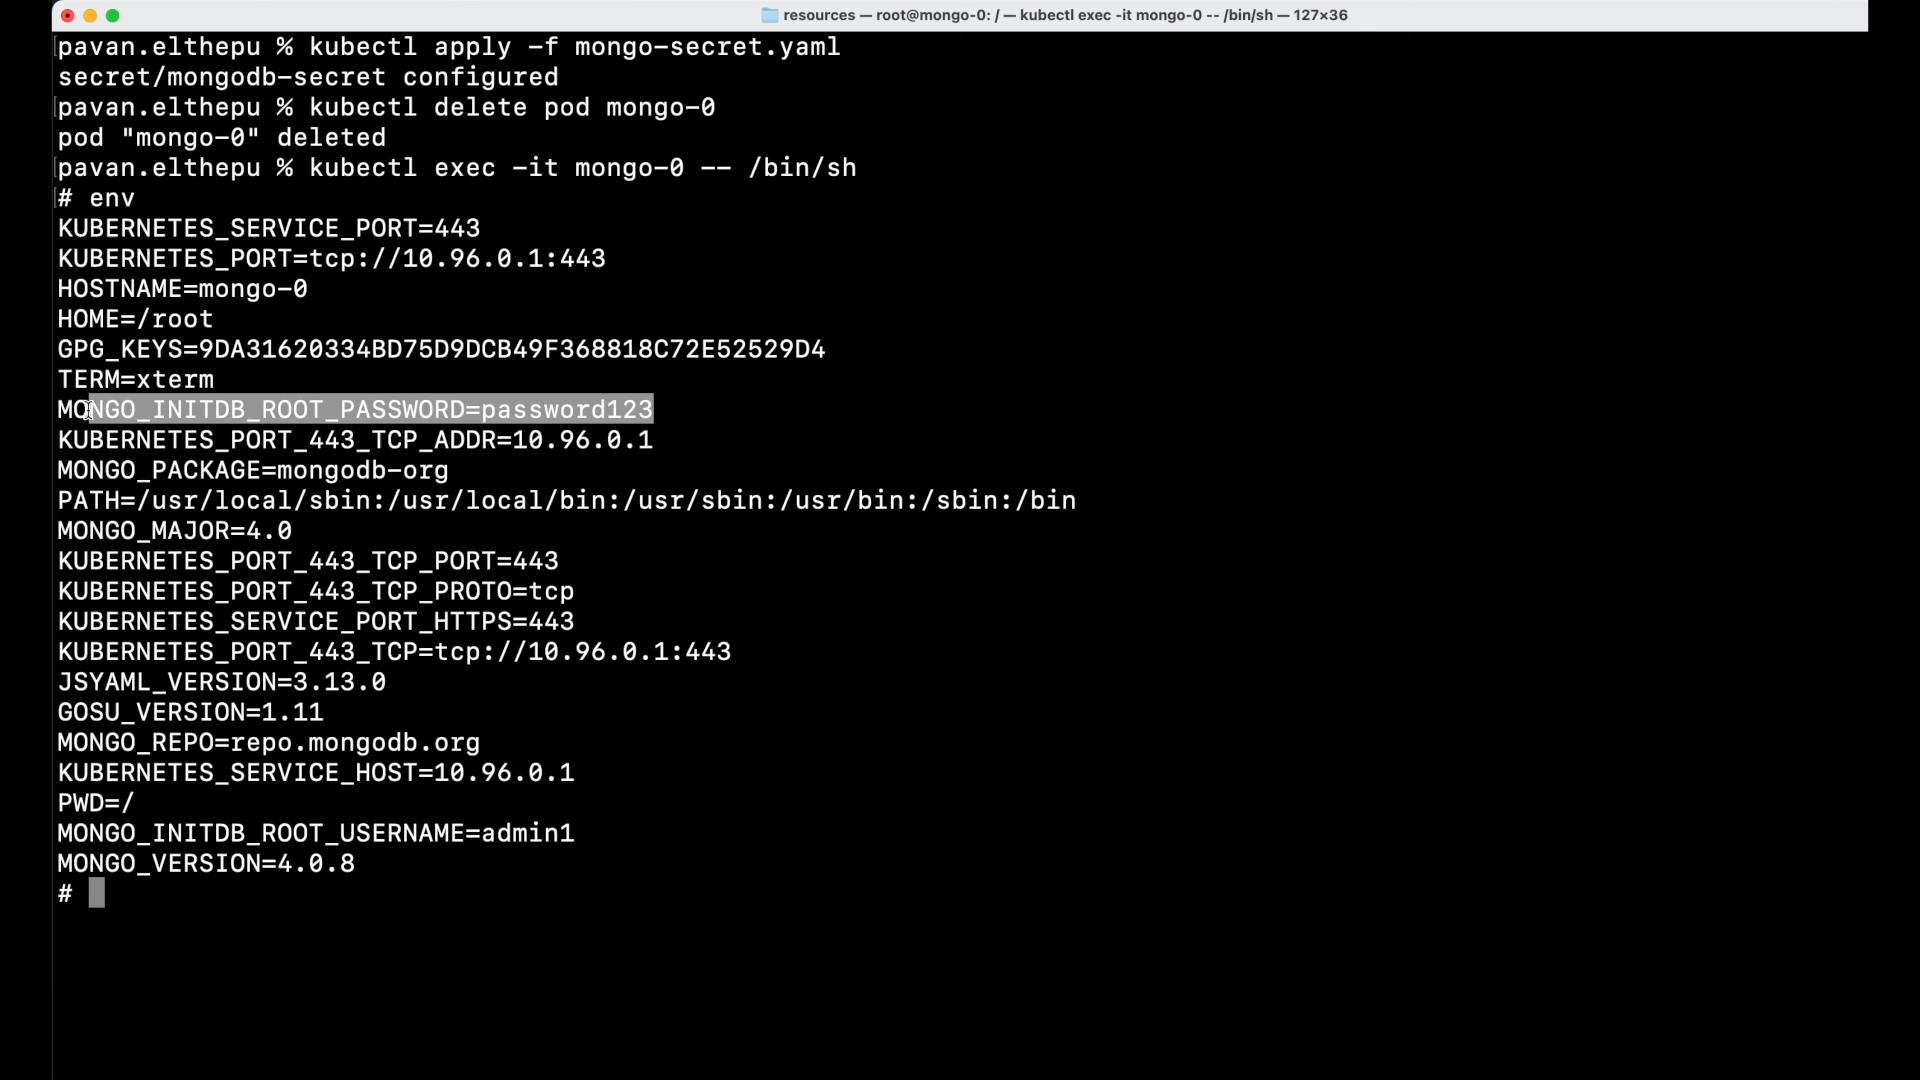 resources — root@mongo-0: / — kubectl exec -it mongo-0 -- /bin/sh — 127×36
[pavan.elthepu % kubectl apply -f mongo-secret.yaml
secret/mongodb-secret configured
[pavan.elthepu % kubectl delete pod mongo-0
pod "mongo-0" deleted
[pavan.elthepu % kubectl exec -it mongo-0 -- /bin/sh
[# env
KUBERNETES_SERVICE_PORT=443
KUBERNETES_PORT=tcp://10.96.0.1:443
HOSTNAME=mongo-0
HOME=/root
GPG_KEYS=9DA31620334BD75D9DCB49F368818C72E52529D4
TERM=xterm
MONGO_INITDB_ROOT_PASSWORD=password123
KUBERNETES_PORT_443_TCP_ADDR=10.96.0.1
MONGO_PACKAGE=mongodb-org
PATH=/usr/local/sbin:/usr/local/bin:/usr/sbin:/usr/bin:/sbin:/bin
MONGO_MAJOR=4.0
KUBERNETES_PORT_443_TCP_PORT=443
KUBERNETES_PORT_443_TCP_PROTO=tcp
KUBERNETES_SERVICE_PORT_HTTPS=443
KUBERNETES_PORT_443_TCP=tcp://10.96.0.1:443
JSYAML_VERSION=3.13.0
GOSU_VERSION=1.11
MONGO_REPO=repo.mongodb.org
KUBERNETES_SERVICE_HOST=10.96.0.1
PWD=/
MONGO_INITDB_ROOT_USERNAME=admin1
MONGO_VERSION=4.0.8
#